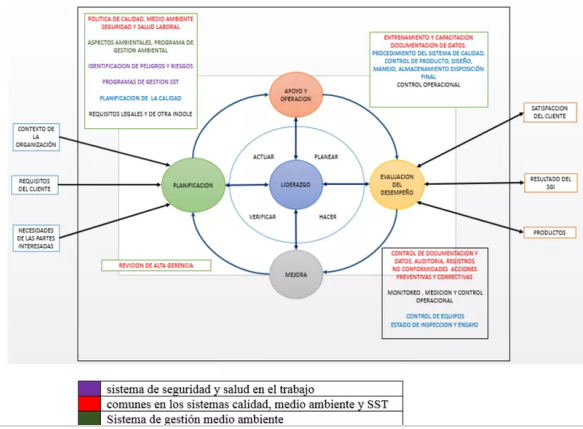 POLITICA DE CALIDAD, MEDIO AMBIENTE
SEGURIDAD Y SALUD LABORAL
ASPECTOS AMBIENTALES, PROGRAMA DE
GESTION AMBIENTAL
IDENTIFICACION DE PELIGROS Y RIESGOS
PROGRAMAS DE GESTION SST
PLANIFICACION DE LA CALIDAD
REQUISITOS LEGALES Y DE OTRA INDOLE
ENTRENAMIENTO Y CAPACITACION
DOCUMENTACION DE DATOS.
PROCEDIMIENTO DEL SISTEMA DE CALIDAD,
CONTROL DE PRODUCTO, DISEÑO,
MANEJO, ALMACENAMIENTO DISPOSICIÓN
FINAL
CONTROL OPERACIONAL
APOYO Y
OPERACION
CONTEXTO DE
LA
ORGANIZACIÓN
REQUISITOS
DEL CLIENTE
NECESIDADES
DE LAS PARTES
INTERESADAS
PLANIFICACION
ACTUAR
PLANEAR
LIDERAZGO
VERIFICAR
HACER
EVALUACION
DEL
DESEMPEÑO
MEJORA
SATISFACCION
DEL CLIENTE
RESULTADO DEL
SGI
PRODUCTOS
REVICION DE ALTA GERENCIA
CONTROL DE DOCUMENTACION Y
DATOS, AUDITORIA, REGISTROS
NO CONFORMIDADES ACCIONES
PREVENTIVAS Y CORRECTIVAS
MONITOREO , MEDICION Y CONTROL
OPERACIONAL
CONTROL DE EQUIPOS
ESTADO DE INSPECCION Y ENSAYO
sistema de seguridad y salud en el trabajo
comunes en los sistemas calidad, medio ambiente y SST
Sistema de gestión medio ambiente